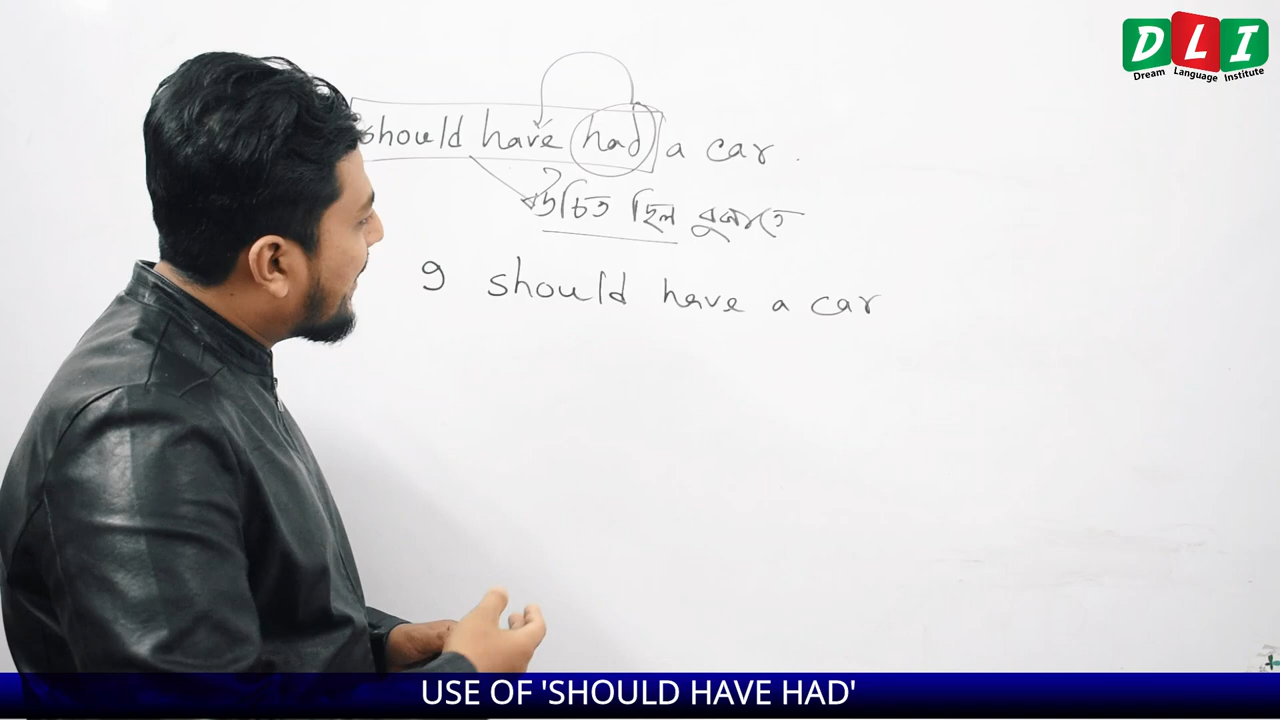 DLI
Dream Language Institute
should have had a car .
উচিত ছিল বুঝাতে
9 should have a car
USE OF 'SHOULD HAVE HAD'